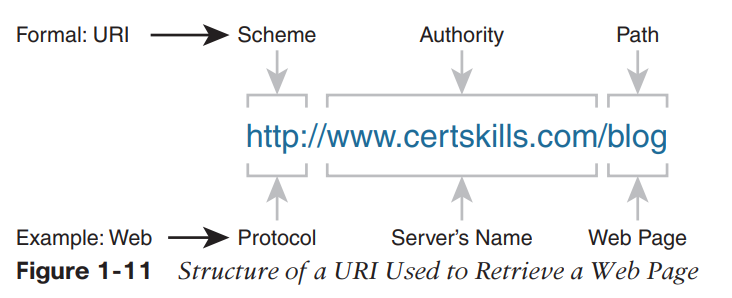 Formal: URI Scheme Authority Path
http://www.certskills.com/blog
Example: Web Protocol Server's Name Web Page
Figure 1-11 Structure of a URI Used to Retrieve a Web Page